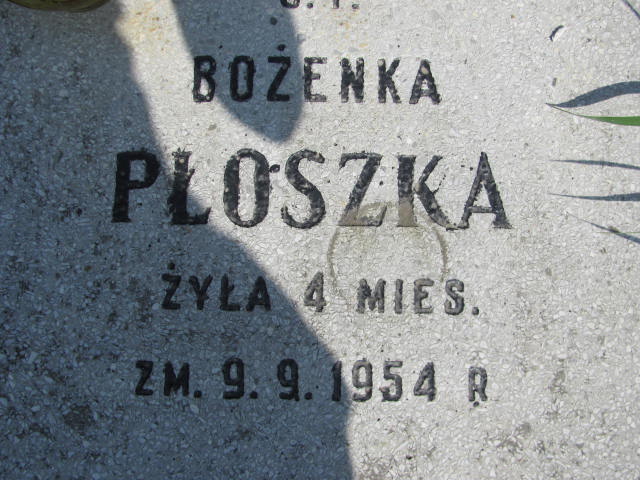 BOŻENKA
PŁOSZKA
ŻYŁA 4 MIES.
ZM. 9.9.1954 R